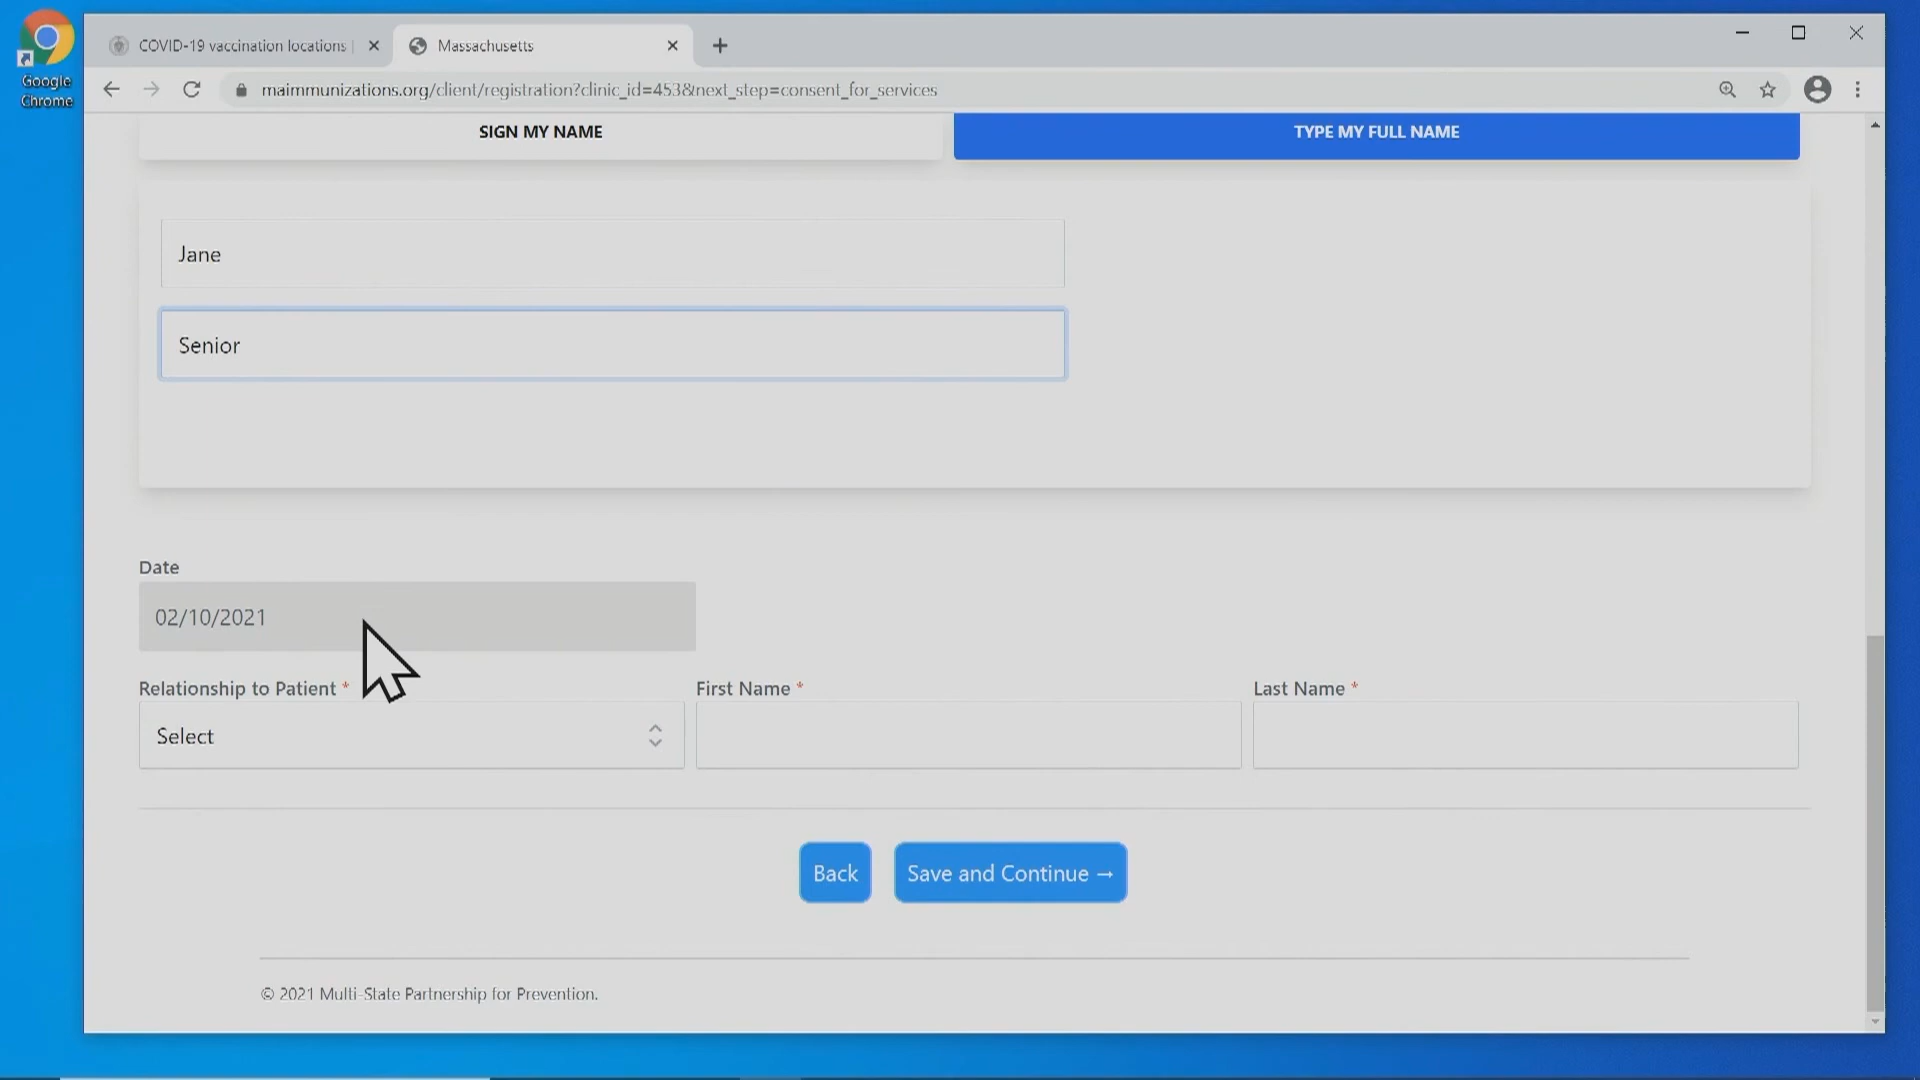 Google
Chrome
COVID-19 vaccination locations |
Massachusetts
maimmunizations.org/client/registration?clinic_id=453&next_step=consent_for_services
SIGN MY NAME
TYPE MY FULL NAME
Jane
Senior
Date
02/10/2021
Relationship to Patient *
First Name *
Last Name *
Select
Back
Save and Continue →
© 2021 Multi-State Partnership for Prevention.